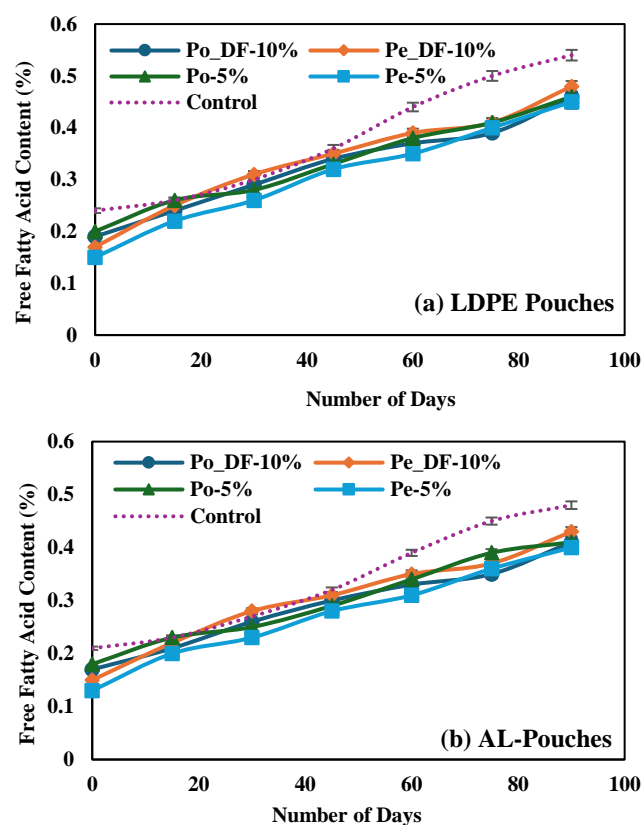 Po_DF-10% Pe_DF-10%
Po-5% Pe-5%
Control
Free Fatty Acid Content (%)
0.6
0.5
0.4
0.3
0.2
0.1
0
(a) LDPE Pouches
0 20 40 60 80 100
Number of Days
Po_DF-10% Pe_DF-10%
Po-5% Pe-5%
Control
Free Fatty Acid Content (%)
0.6
0.5
0.4
0.3
0.2
0.1
0
(b) AL-Pouches
0 20 40 60 80 100
Number of Days